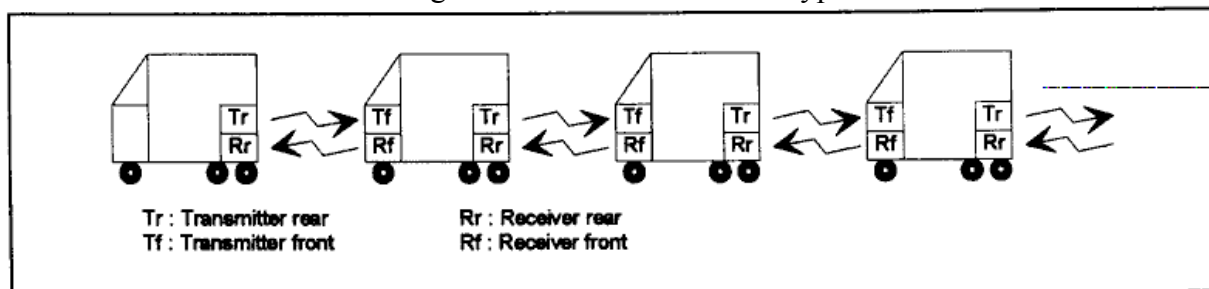 Tr Tf Tr Tf Tr Tf Tr
Rr Rf Rr Rf Rr Rf Rr
Tr : Transmitter rear Rr : Receiver rear
Tf : Transmitter front Rf : Receiver front